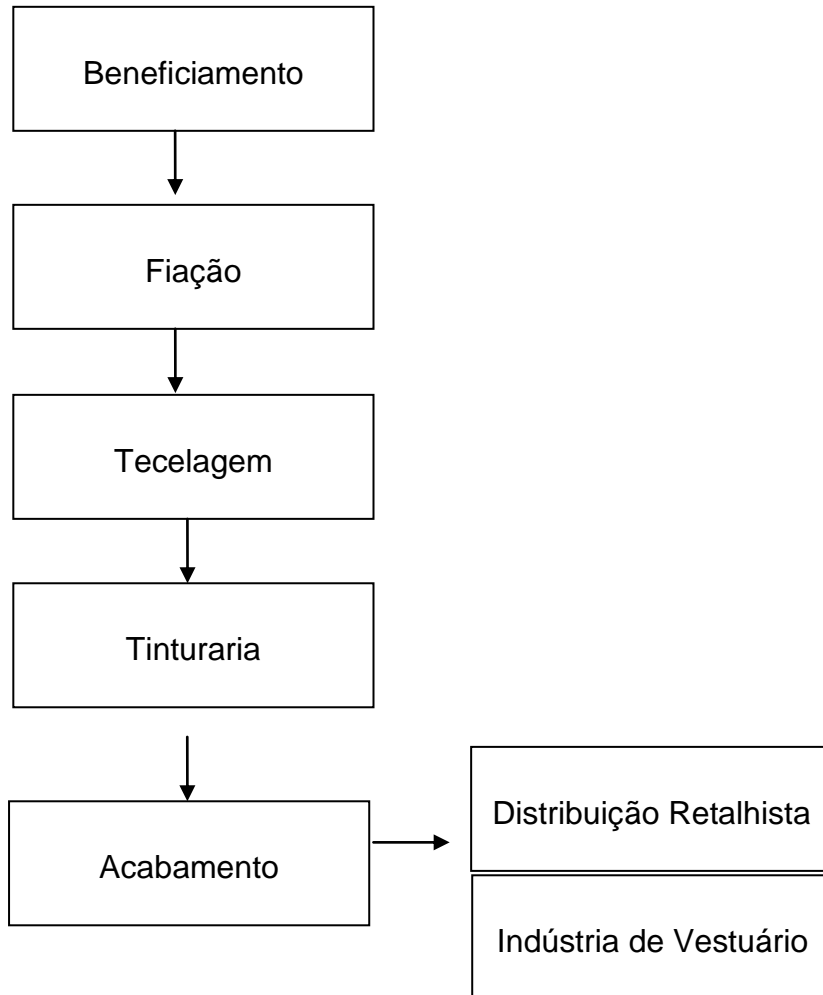 Beneficiamento
Fiação
Tecelagem
Tinturaria
Acabamento
Distribuição Retalhista
Indústria de Vestuário